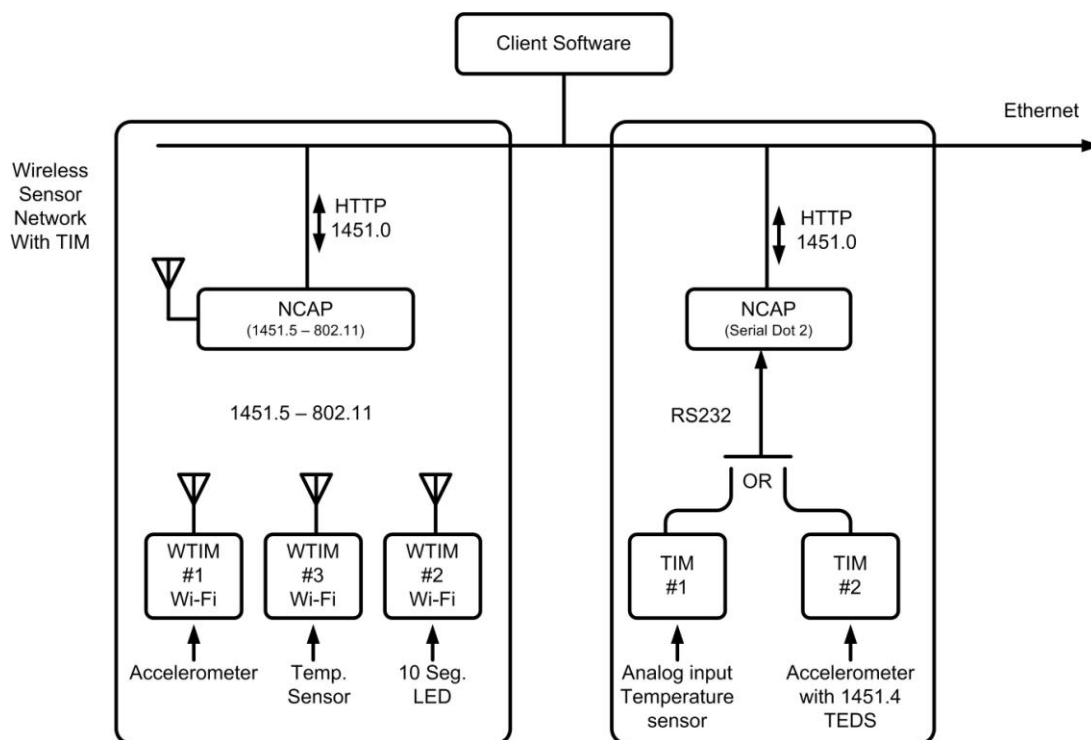 Client Software
Ethernet
Wireless
Sensor
Network
With TIM
HTTP
1451.0
NCAP
(1451.5 – 802.11)
1451.5 – 802.11
WTIM
#1
Wi-Fi
WTIM
#3
Wi-Fi
WTIM
#2
Wi-Fi
Accelerometer
Temp.
Sensor
10 Seg.
LED
HTTP
1451.0
NCAP
(Serial Dot 2)
RS232
OR
TIM
#1
TIM
#2
Analog input
Temperature
sensor
Accelerometer
with 1451.4
TEDS